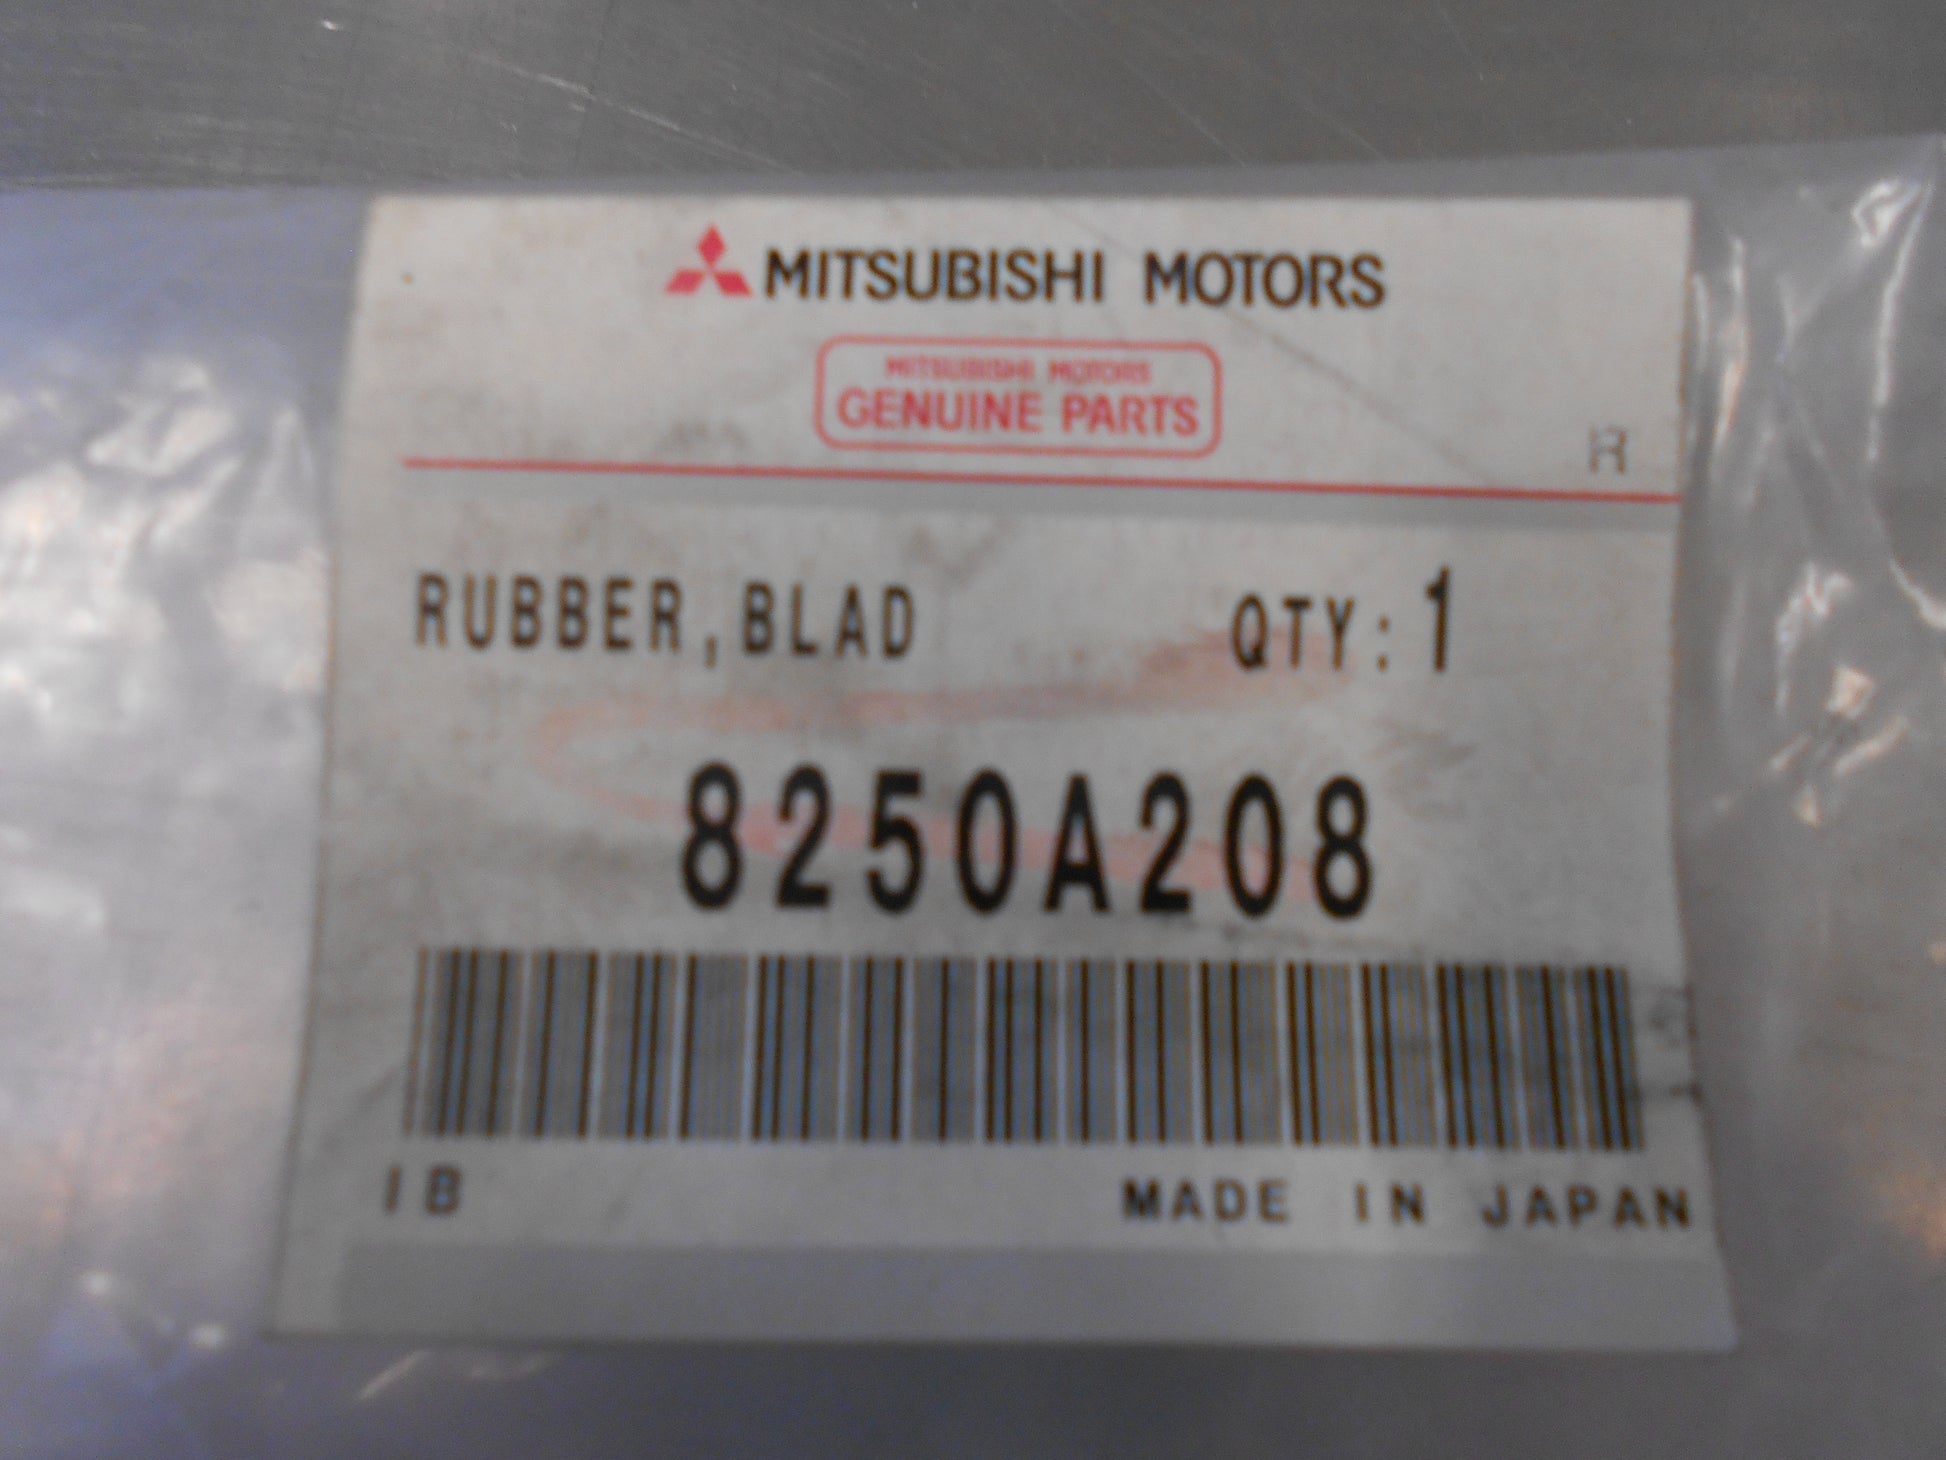 MITSUBISHI MOTORS
MITSUBISHI MOTORS
GENUINE PARTS
H
RUBBER,BLAD QTY:1
8250A208
IB MADE IN JAPAN